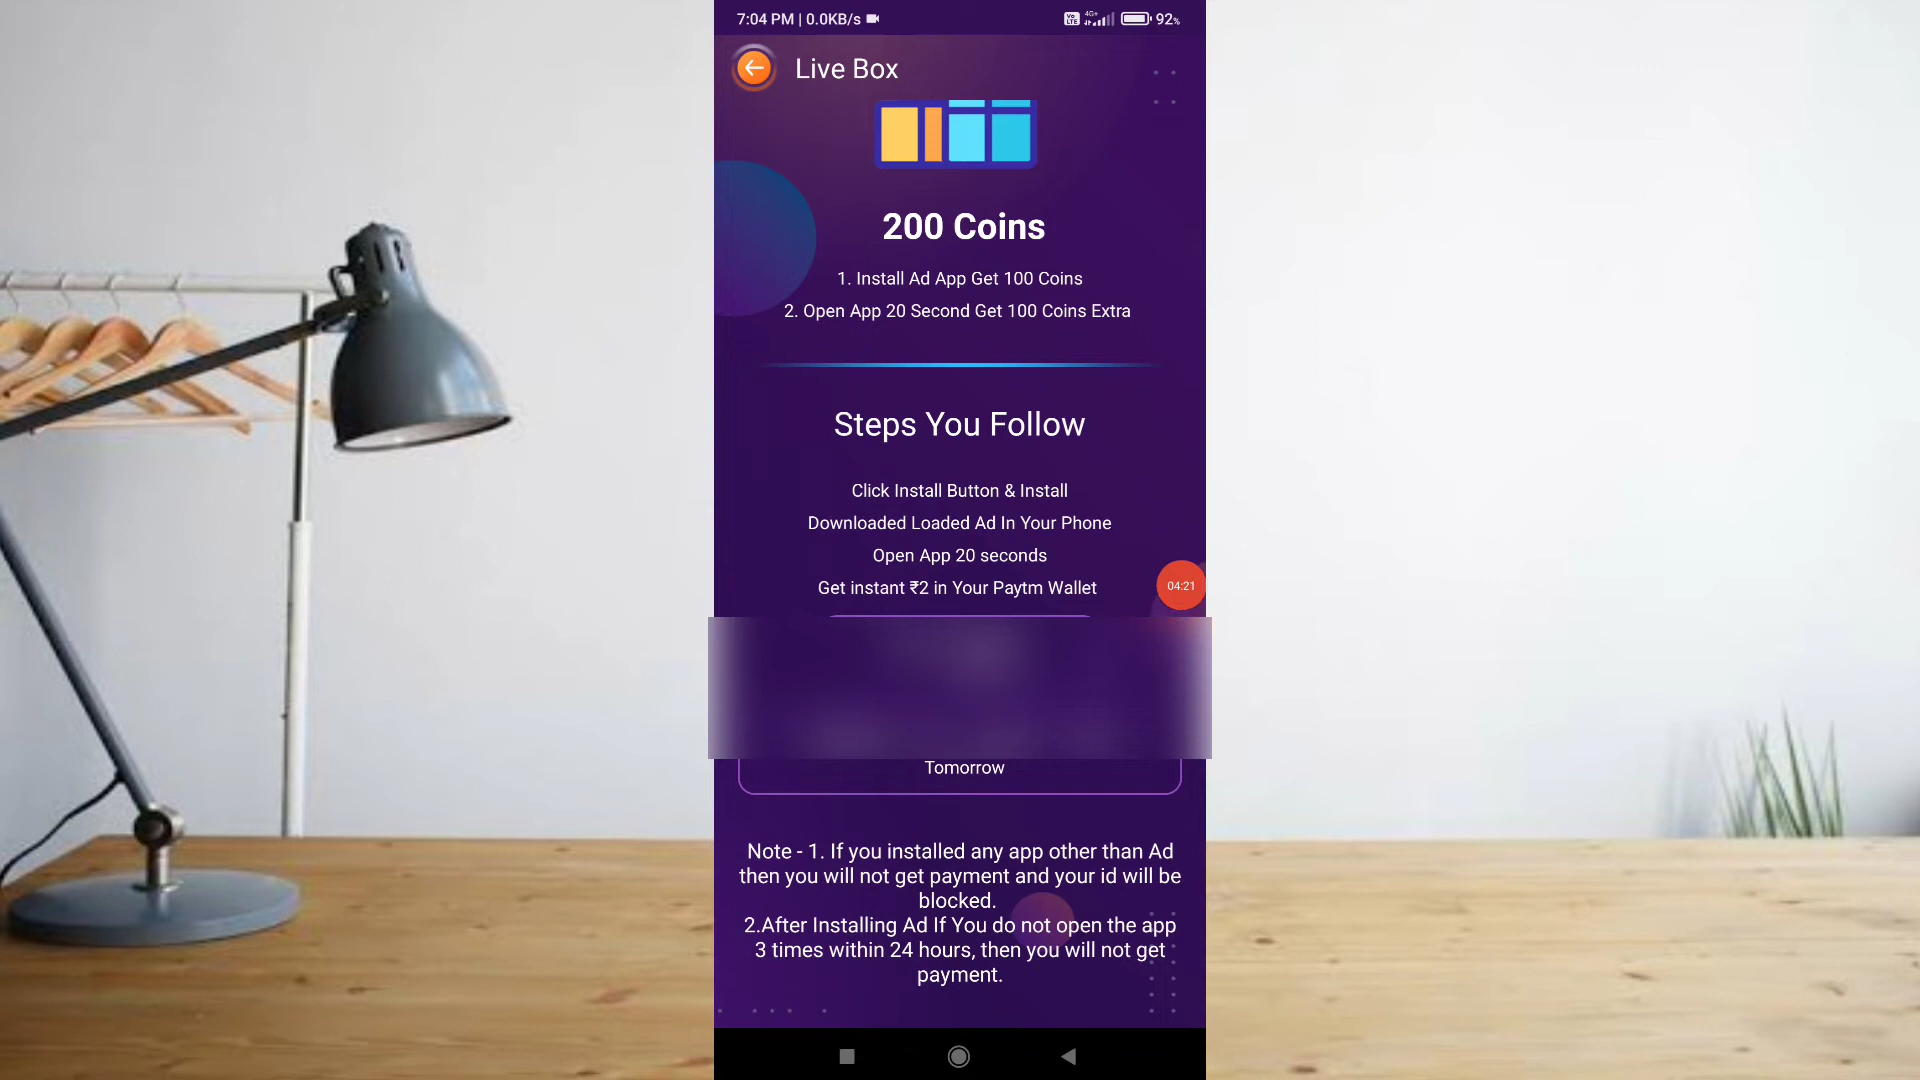 7:04 PM | 0.0KB/s
Vo LTE 4G+ 92%
Live Box
200 Coins
1. Install Ad App Get 100 Coins
2. Open App 20 Second Get 100 Coins Extra
Steps You Follow
Click Install Button & Install
Downloaded Loaded Ad In Your Phone
Open App 20 seconds
Get instant ₹2 in Your Paytm Wallet
04:21
Tomorrow
Note - 1. If you installed any app other than Ad
then you will not get payment and your id will be
blocked.
2.After Installing Ad If You do not open the app
3 times within 24 hours, then you will not get
payment.